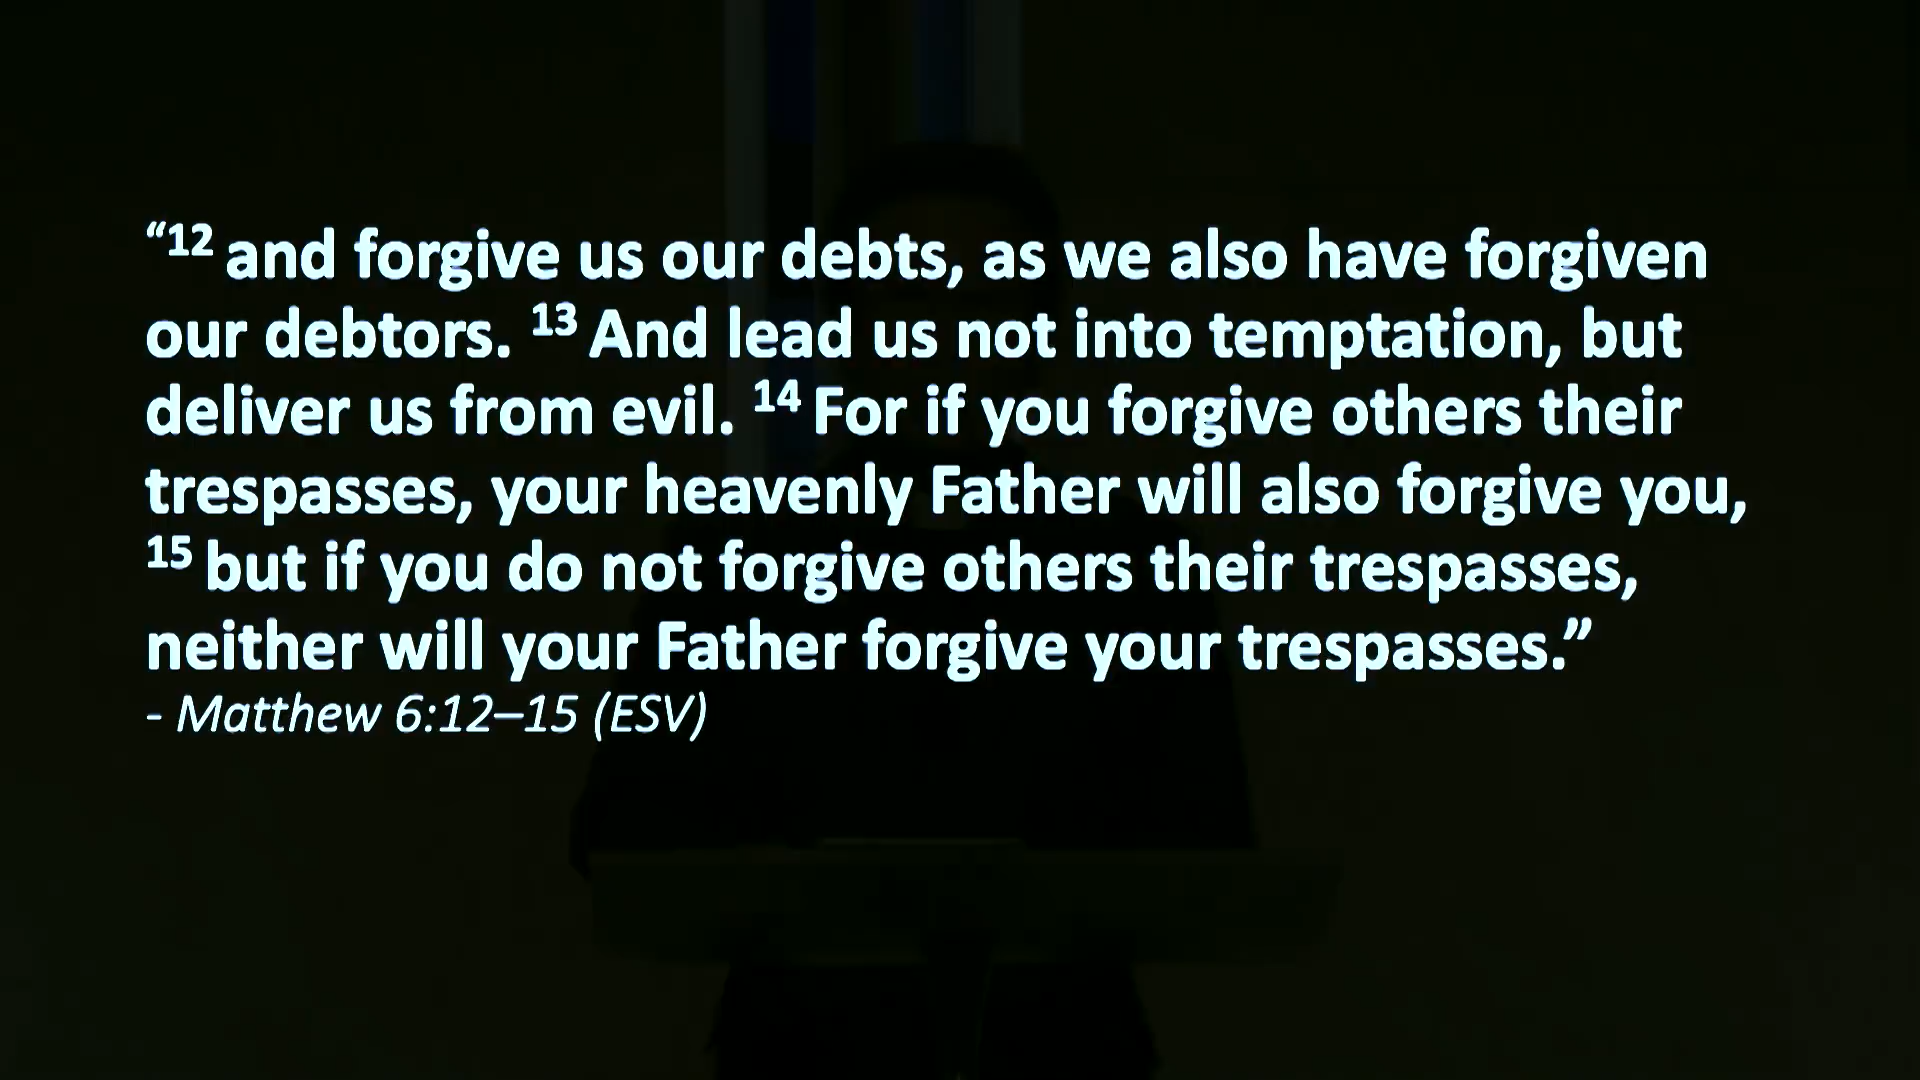 “12 and forgive us our debts, as we also have forgiven
our debtors. 13 And lead us not into temptation, but
deliver us from evil. 14 For if you forgive others their
trespasses, your heavenly Father will also forgive you,
15 but if you do not forgive others their trespasses,
neither will your Father forgive your trespasses.”
- Matthew 6:12–15 (ESV)